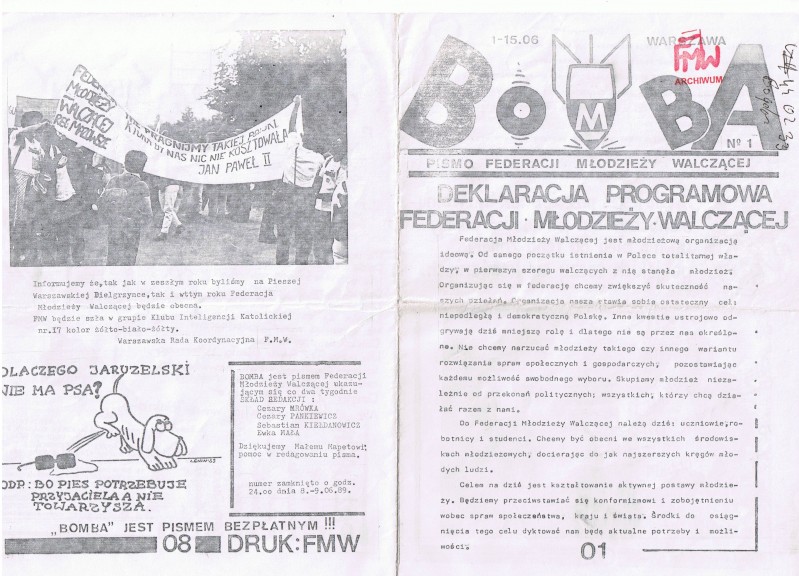 FEDERACJA
MŁODZIEŻY
WALCZĄCEJ
REG. MAZOWSZE
NIE PRAGNIJMY TAKIEJ POLSKI
KTÓRA BY NAS NIC NIE KOSZTOWAŁA
JAN PAWEŁ II
Informujemy że,tak jak w zeszłym roku byliśmy na Pieszej
Warszawskiej Pielgrzymce,tak i wttym roku Federacja
Młodzieży Walczącej będzie obecna.
FMW będzie szła w grupie Klubu Inteligencji Katolickiej
nr.17 kolor żółto-biało-żółty.
Warszawska Rada Koordynacyjna F.M.W.
DLACZEGO JARUZELSKI
NIE MA PSA?
ODP: BO PIES POTRZEBUJE
PRZYJACIELA A NIE
TOWARZYSZA.
BOMBA jest pismem Federacji
Młodzieży Walczącej ukazu-
jącym się co dwa tygodnie
SKŁAD REDAKCJI :
Cezary MRÓWKA
Cezary PANKIEWICZ
Sebastian KIEŁDANOWICZ
Ewka MAŁA
Dziękujemy Małemu Rapetowi
pomoc w redagowaniu pisma.
numer zamknięto o godz.
24.oo dnia 8.-9.06.89.
„BOMBA” JEST PISMEM BEZPŁATNYM !!!
08 DRUK:FMW
1-15.06 WARSZAWA
BOMBA
M
FMW
ARCHIWUM
Nº 1
PISMO FEDERACJI MŁODZIEŻY WALCZĄCEJ
DEKLARACJA PROGRAMOWA
FEDERACJI·MŁODZIEŻY·WALCZĄCEJ
Federacja Młodzieży Walczącej jest młodzieżową organizacją
ideową. Od samego początku istnienia w Polsce totalitarnej wła-
dzy, w pierwszym szeregu walczących z nią stanęła młodzież.
Organizując się w federację chcemy zwiększyć skuteczność na-
szych działań. Organizacja nasza stawia sobie ostateczny cel:
niepodległą i demokratyczną Polskę. Inne kwestie ustrojowe od-
grywają dziś mniejszą rolę i dlatego nie są przez nas określo-
ne. Nie chcemy narzucać młodzieży takiego czy innego wariantu
rozwiązania spraw społecznych i gospodarczych; pozostawiając
każdemu możliwość swobodnego wyboru. Skupiamy młodzież nieza-
leżnie od przekonań politycznych; wszystkich, którzy chcą dzia-
łać razem z nami.
Do Federacji Młodzieży Walczącej należą dziś: uczniowie,ro-
botnicy i studenci. Chcemy być obecni we wszystkich środowis-
kach młodzieżowych, docierając do jak najszerszych kręgów mło-
dych ludzi.
Celem na dziś jest kształtowanie aktywnej postawy młodzie-
ży. Będziemy przeciwstawiać się konformizmowi i zobojętnieniu
wobec spraw społeczeństwa, kraju i świata. Środki do osiąg-
nięcia tego celu dyktować nam będą aktualne potrzeby i możli-
wości.
01